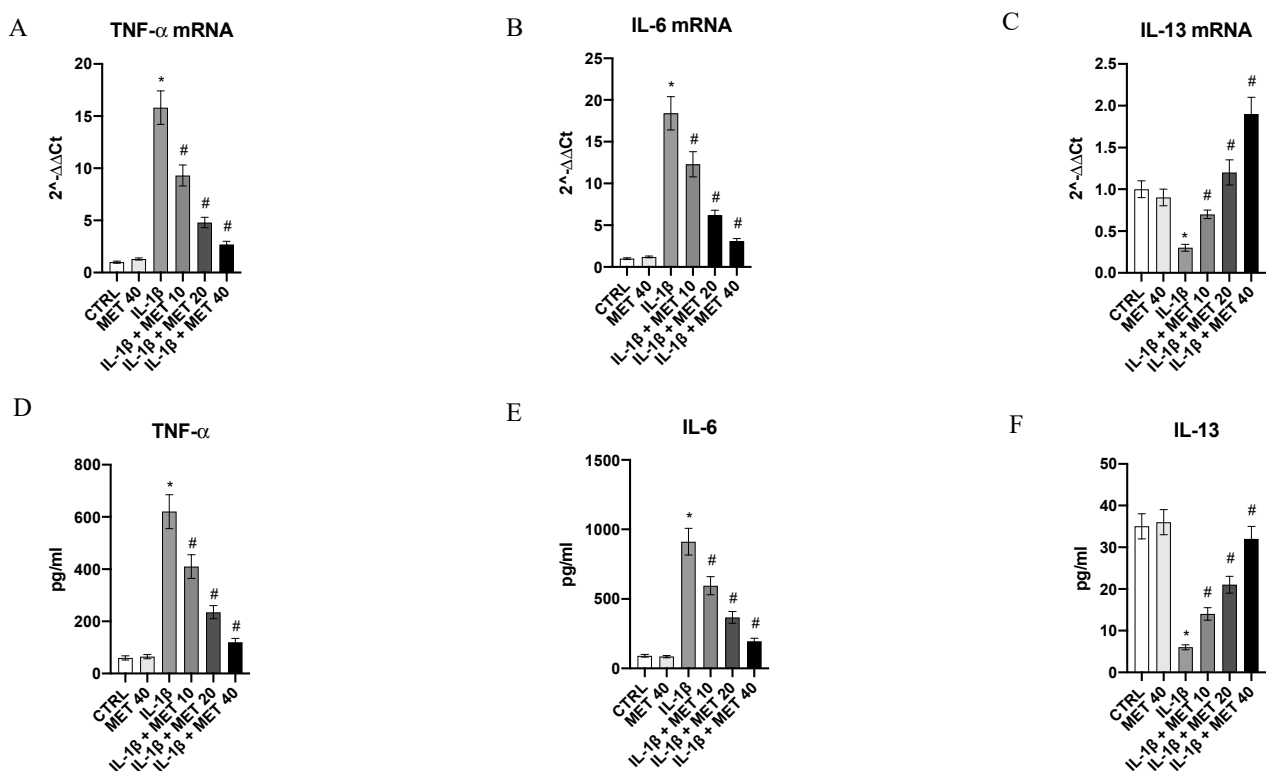 A
TNF-α mRNA
2^-ΔΔCt
20
15
10
5
0
*
#
#
#
CTRL
MET 40
IL-1β
IL-1β + MET 10
IL-1β + MET 20
IL-1β + MET 40
B
IL-6 mRNA
2^-ΔΔCt
25
20
15
10
5
0
*
#
#
#
CTRL
MET 40
IL-1β
IL-1β + MET 10
IL-1β + MET 20
IL-1β + MET 40
C
IL-13 mRNA
2^-ΔΔCt
2.5
2.0
1.5
1.0
0.5
0.0
*
#
#
#
CTRL
MET 40
IL-1β
IL-1β + MET 10
IL-1β + MET 20
IL-1β + MET 40
D
TNF-α
pg/ml
800
600
400
200
0
*
#
#
#
CTRL
MET 40
IL-1β
IL-1β + MET 10
IL-1β + MET 20
IL-1β + MET 40
E
IL-6
pg/ml
1500
1000
500
0
*
#
#
#
CTRL
MET 40
IL-1β
IL-1β + MET 10
IL-1β + MET 20
IL-1β + MET 40
F
IL-13
pg/ml
50
40
30
20
10
0
*
#
#
#
CTRL
MET 40
IL-1β
IL-1β + MET 10
IL-1β + MET 20
IL-1β + MET 40